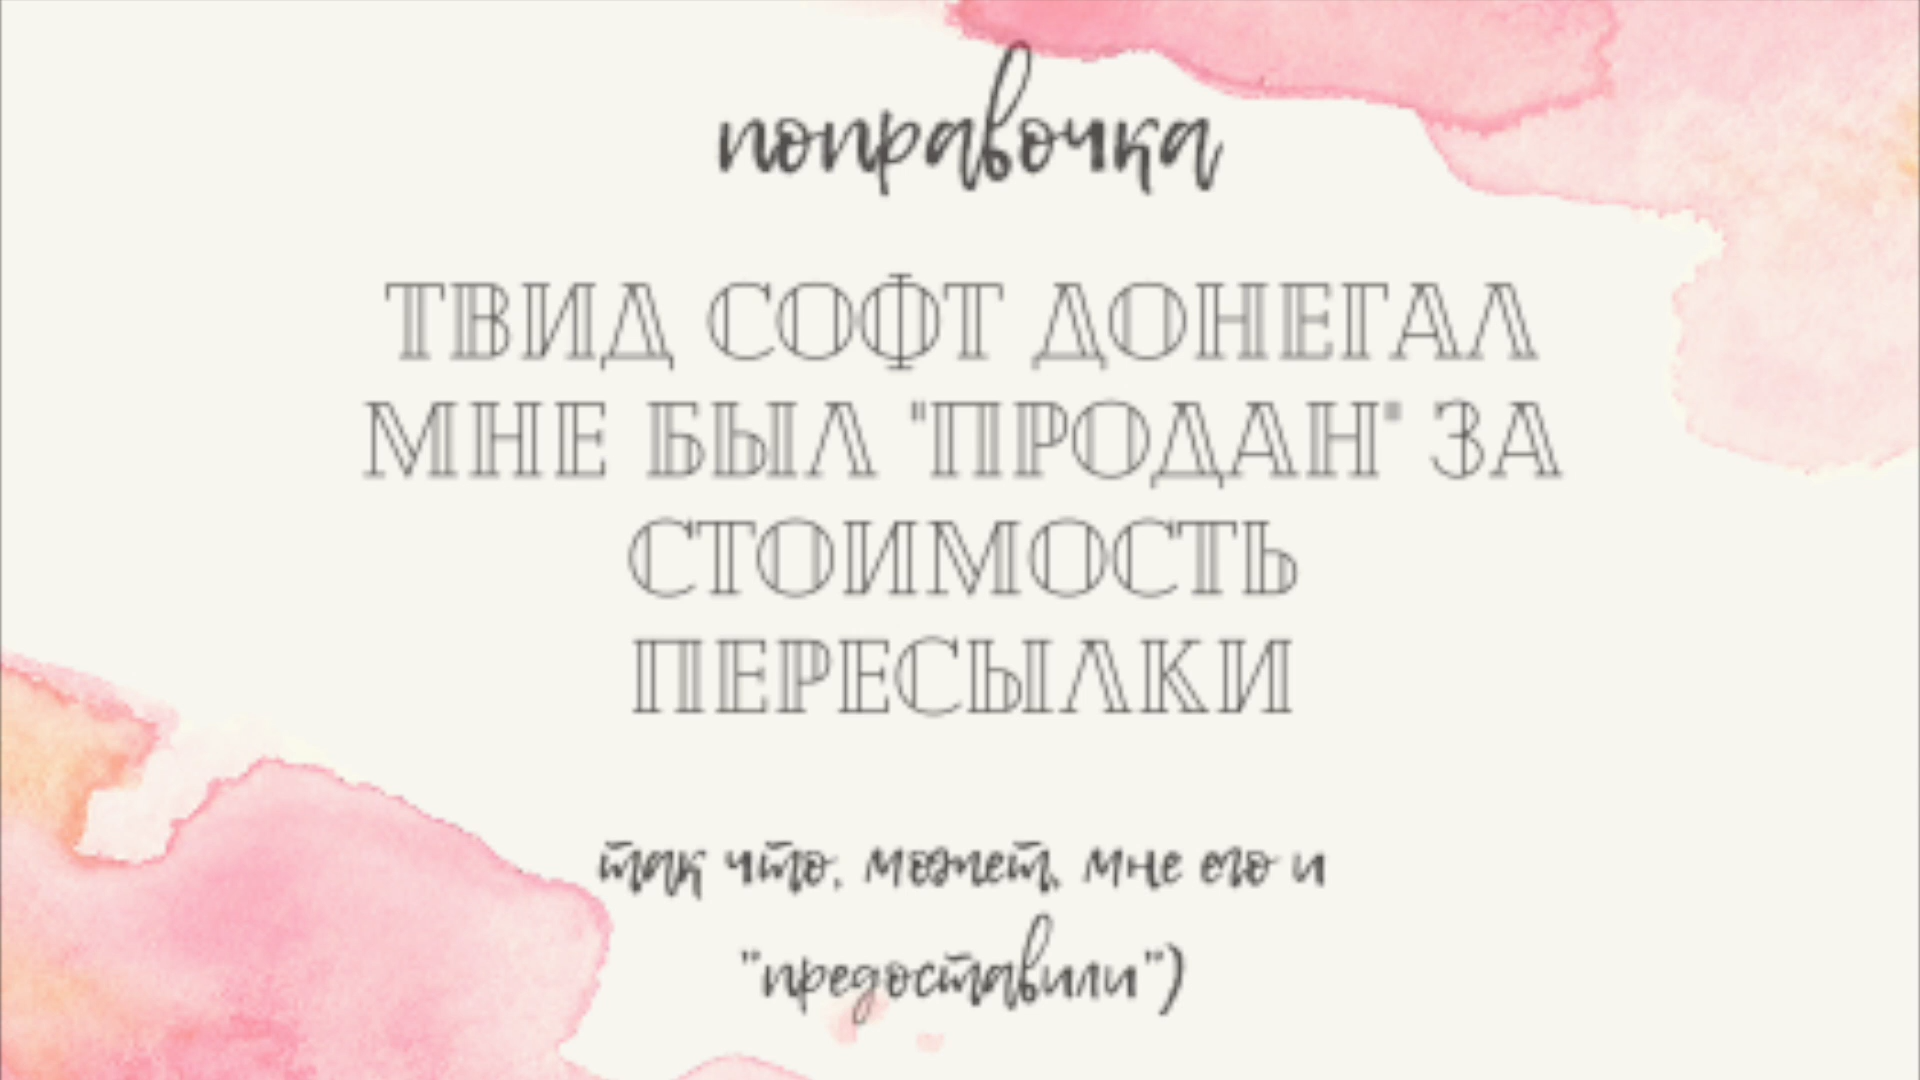 поправочка
ТВИД СОФТ ДОНЕГАЛ
МНЕ БЫЛ "ПРОДАН" ЗА
СТОИМОСТЬ
ПЕРЕСЫЛКИ
так что, может, мне его и
"предоставили")